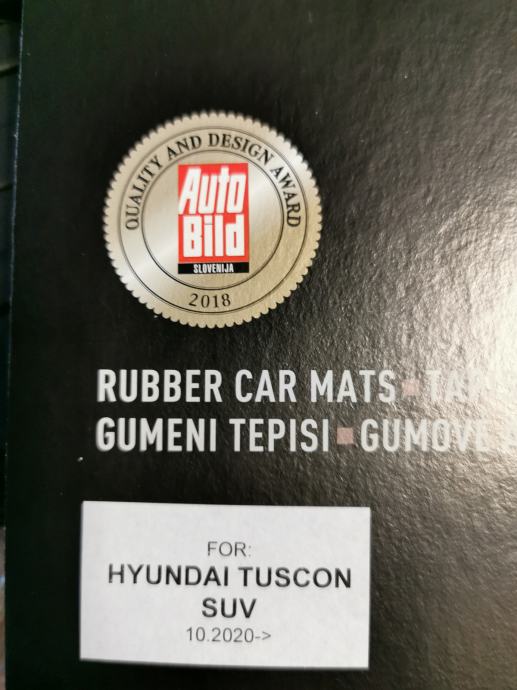 QUALITY AND DESIGN AWARD
Auto
Bild
SLOVENIJA
2018
RUBBER CAR MATS
GUMENI TEPISI ▪ GUMOVE
FOR:
HYUNDAI TUSCON
SUV
10.2020->